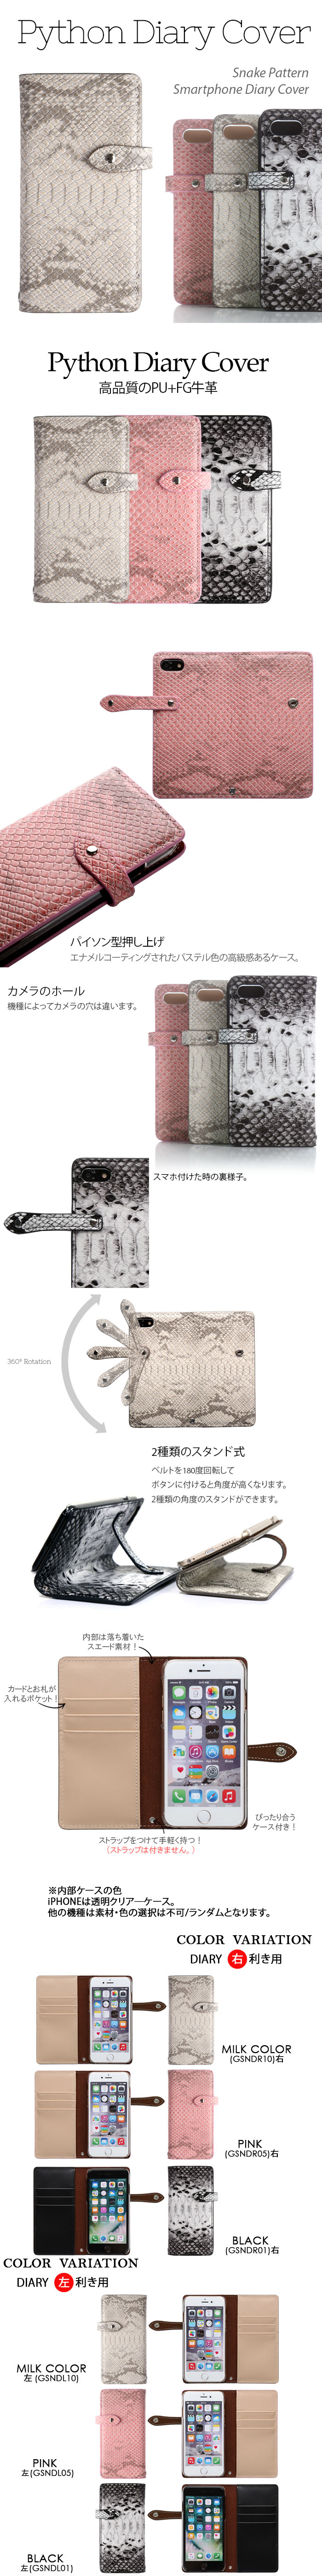 Python Diary Cover
Snake Pattern
Smartphone Diary Cover
Python Diary Cover
高品質のPU+FG牛革
パイソン型押し上げ
エナメルコーティングされたパステル色の高級感あるケース。
カメラのホール
機種によってカメラの穴は違います。
スマホ付けた時の裏様子。
360° Rotation
2種類のスタンド式
ベルトを180度回転して
ボタンに付けると角度が高くなります。
2種類の角度のスタンドができます。
内部は落ち着いた
スエード素材！
カードとお札が
入れるポケット！
ぴったり合う
ケース付き！
ストラップをつけて手軽く持つ！
（ストラップは付きません。）
※内部ケースの色
iPHONEは透明クリアーケース。
他の機種は素材・色の選択は不可/ランダムとなります。
COLOR VARIATION
DIARY 右利き用
MILK COLOR
(GSNDR10)右
PINK
(GSNDR05)右
BLACK
(GSNDR01)右
COLOR VARIATION
DIARY 左利き用
MILK COLOR
左 (GSNDL10)
PINK
左(GSNDL05)
BLACK
左(GSNDL01)